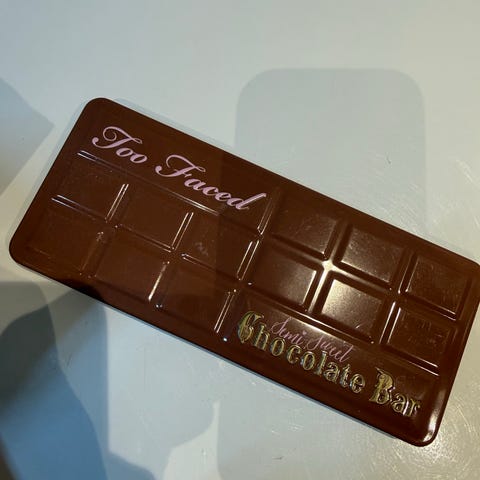 Too Faced
Semi Sweet
Chocolate Bar